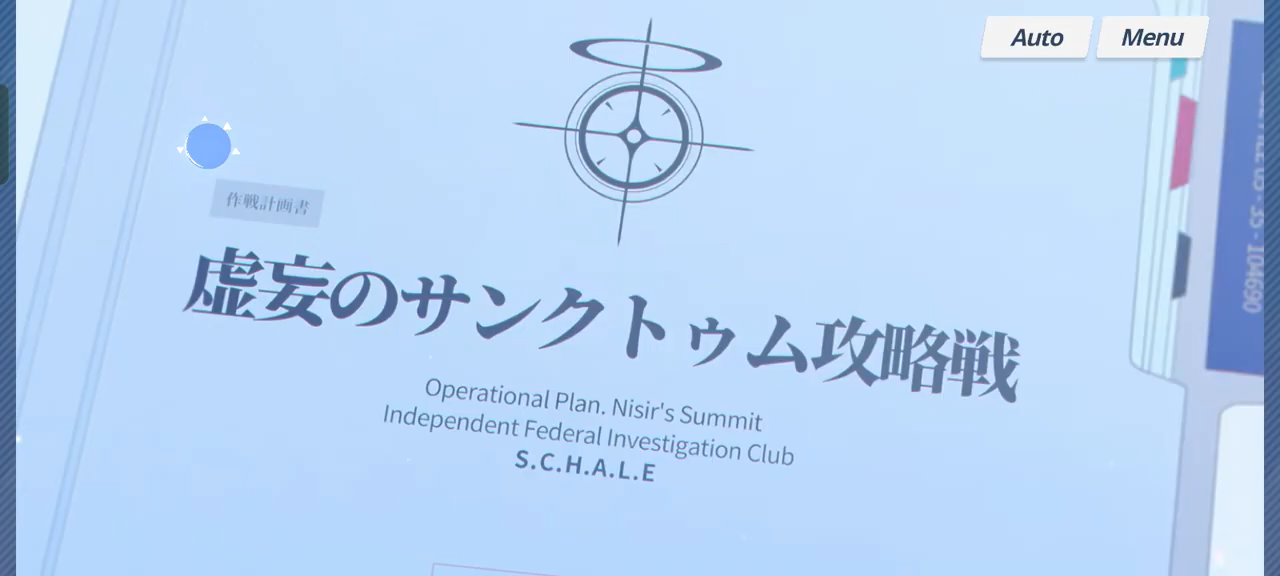 Auto
Menu
作戦計画書
虚妄のサンクトゥム攻略戦
Operational Plan. Nisir's Summit
Independent Federal Investigation Club
S.C.H.A.L.E